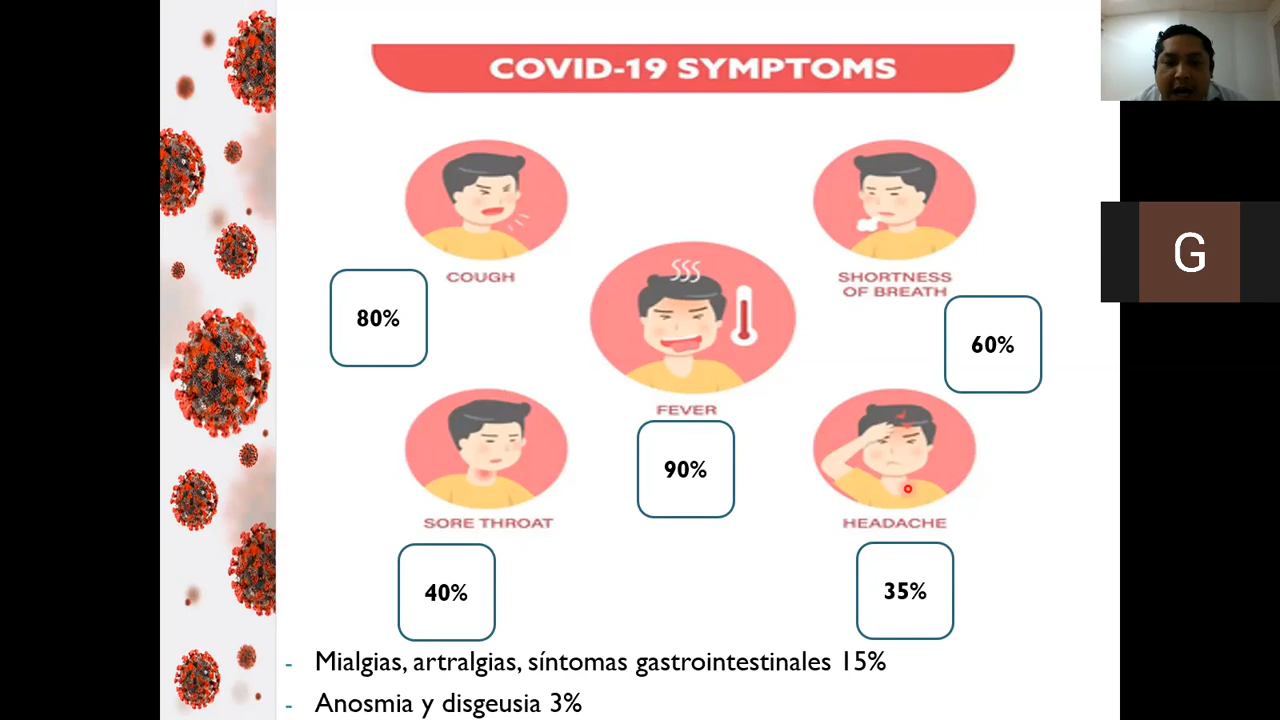 COVID-19 SYMPTOMS
COUGH
SHORTNESS
OF BREATH
80%
60%
FEVER
90%
SORE THROAT
HEADACHE
40%
35%
- Mialgias, artralgias, síntomas gastrointestinales 15%
- Anosmia y disgeusia 3%
G